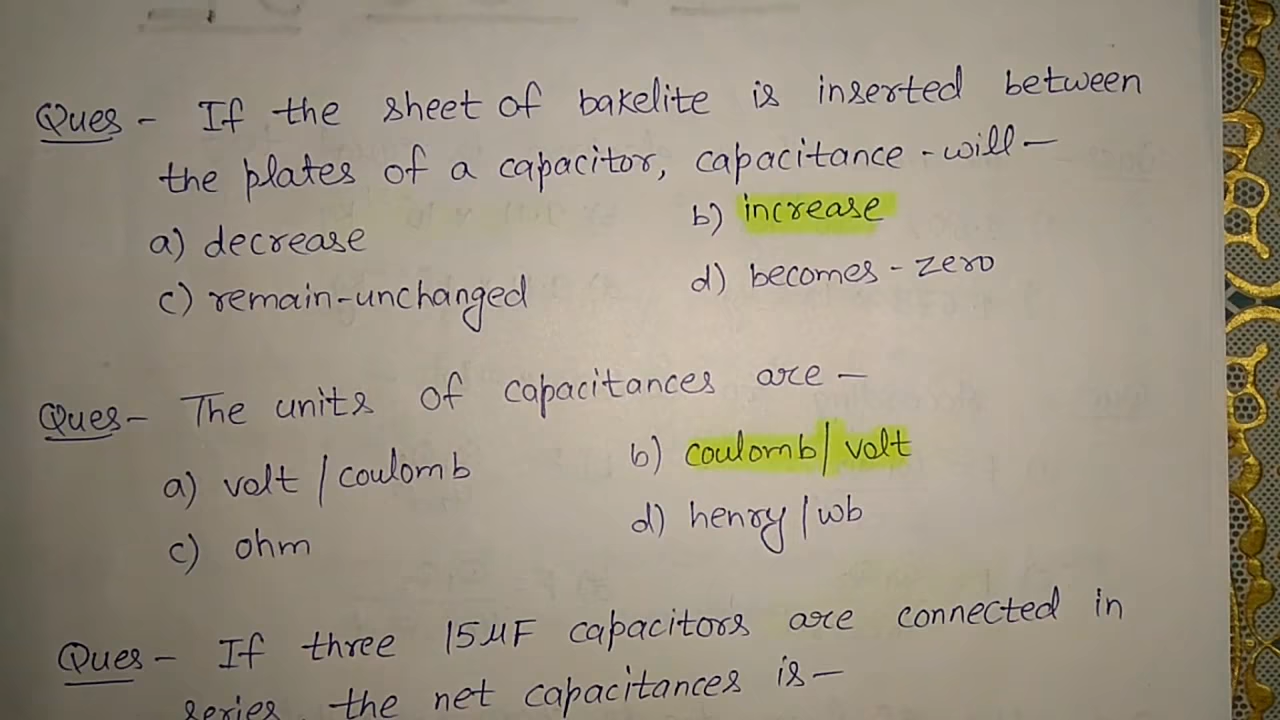 Ques - If the sheet of bakelite is inserted between
the plates of a capacitor, capacitance - will -
a) decrease
b) increase
c) remain-unchanged
d) becomes - zero
Ques - The units of capacitances are -
a) volt / coulomb
b) coulomb / volt
c) ohm
d) henry / wb
Ques - If three 15μF capacitors are connected in
series, the net capacitances is -